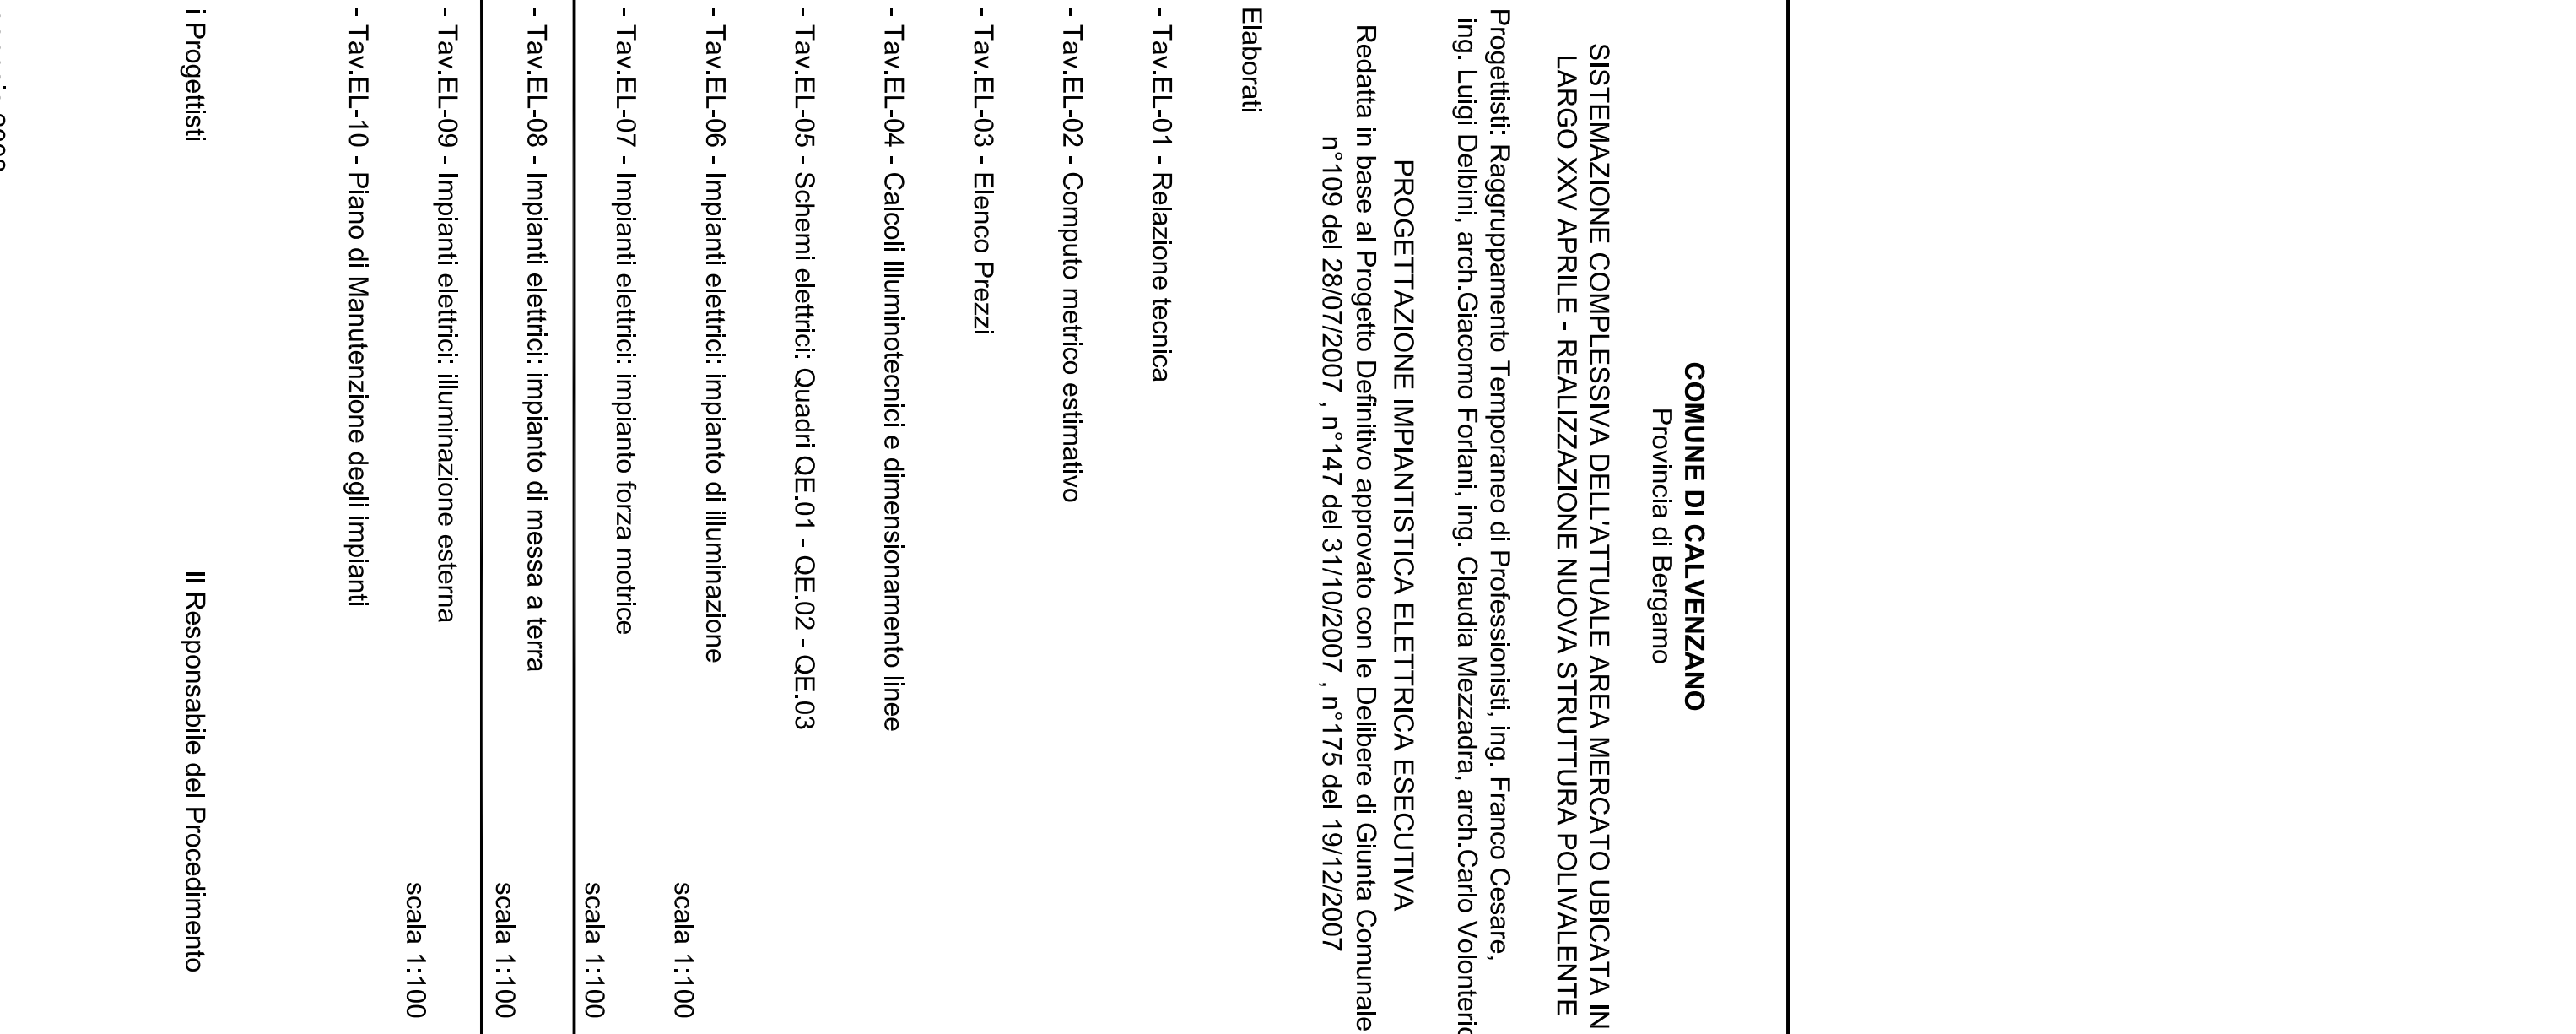 COMUNE DI CALVENZANO
Provincia di Bergamo
SISTEMAZIONE COMPLESSIVA DELL'ATTUALE AREA MERCATO UBICATA IN
LARGO XXV APRILE - REALIZZAZIONE NUOVA STRUTTURA POLIVALENTE
Progettisti: Raggruppamento Temporaneo di Professionisti, ing. Franco Cesare,
ing. Luigi Delbini, arch.Giacomo Forlani, ing. Claudia Mezzadra, arch.Carlo Volonterio
PROGETTAZIONE IMPIANTISTICA ELETTRICA ESECUTIVA
Redatta in base al Progetto Definitivo approvato con le Delibere di Giunta Comunale
n°109 del 28/07/2007 , n°147 del 31/10/2007 , n°175 del 19/12/2007
Elaborati
- Tav.EL-01 - Relazione tecnica
- Tav.EL-02 - Computo metrico estimativo
- Tav.EL-03 - Elenco Prezzi
- Tav.EL-04 - Calcoli Illuminotecnici e dimensionamento linee
- Tav.EL-05 - Schemi elettrici: Quadri QE.01 - QE.02 - QE.03
- Tav.EL-06 - Impianti elettrici: impianto di illuminazione
scala 1:100
- Tav.EL-07 - Impianti elettrici: impianto forza motrice
scala 1:100
- Tav.EL-08 - Impianti elettrici: impianto di messa a terra
scala 1:100
- Tav.EL-09 - Impianti elettrici: illuminazione esterna
scala 1:100
- Tav.EL-10 - Piano di Manutenzione degli impianti
i Progettisti Il Responsabile del Procedimento